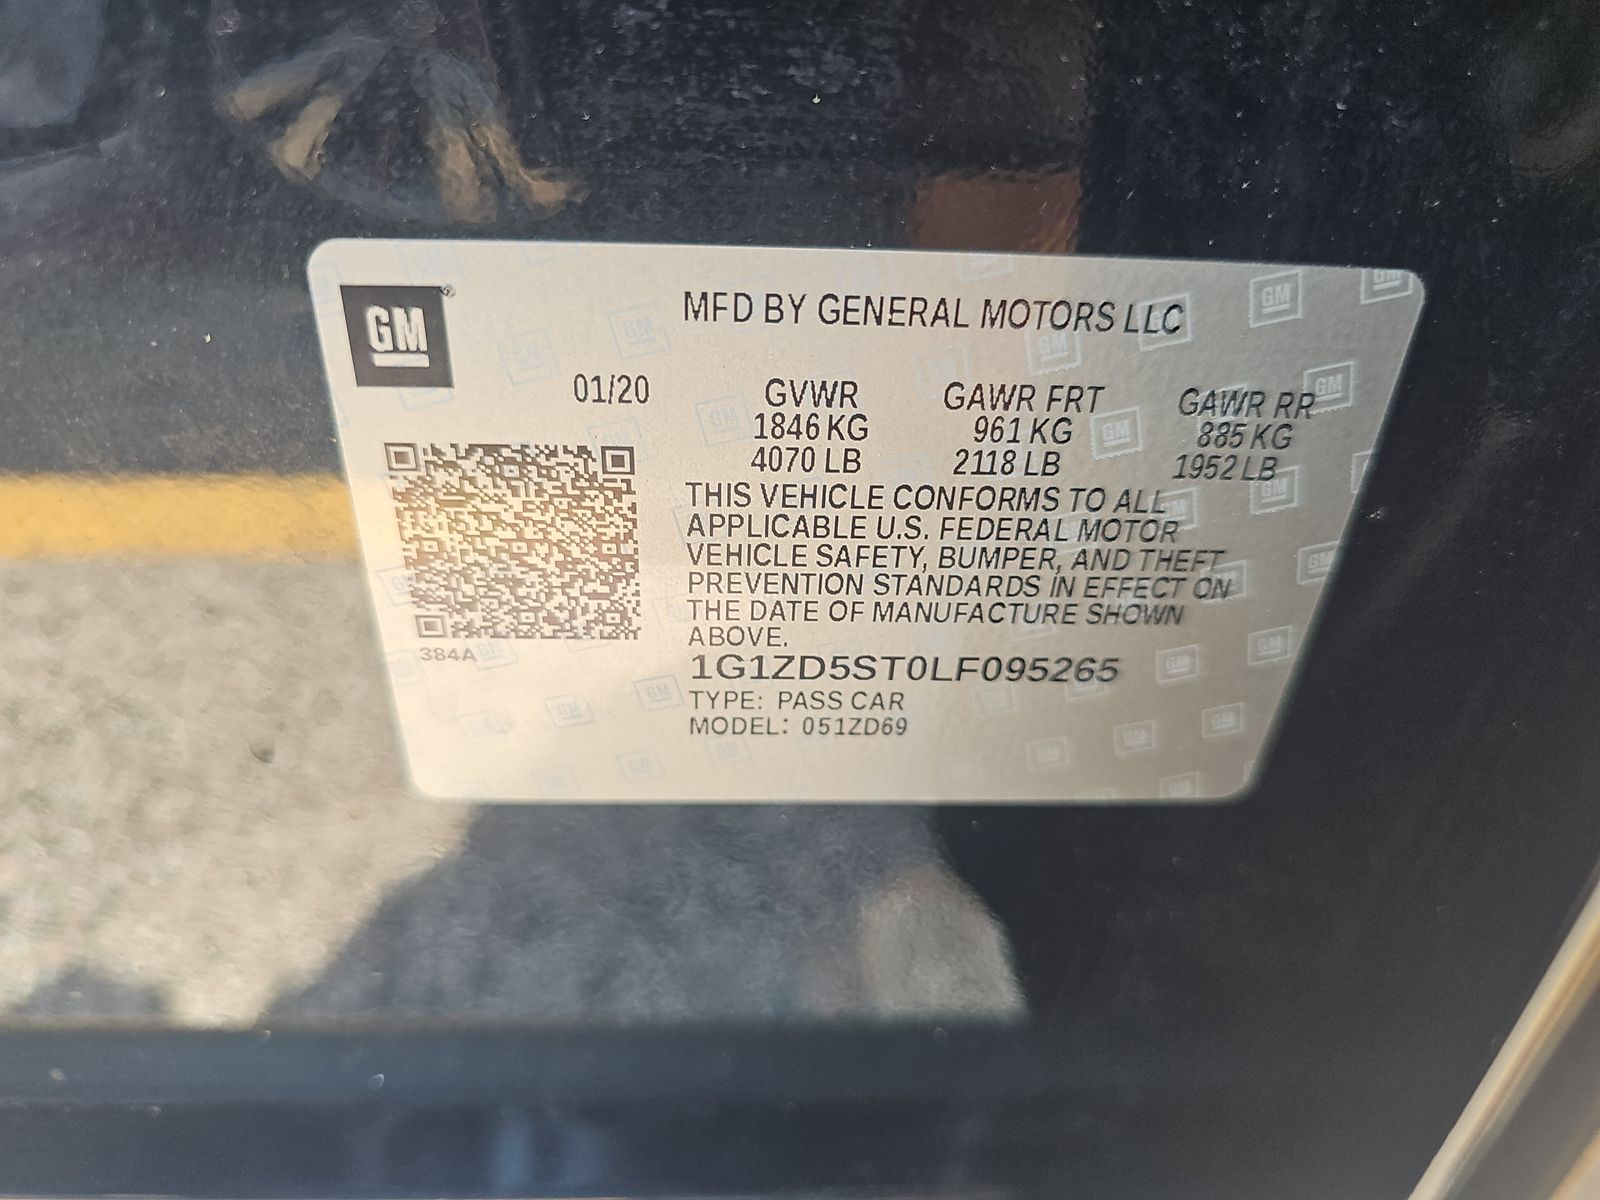 GM
MFD BY GENERAL MOTORS LLC
01/20 GVWR GAWR FRT GAWR RR
1846 KG 961 KG 885 KG
4070 LB 2118 LB 1952 LB
THIS VEHICLE CONFORMS TO ALL
APPLICABLE U.S. FEDERAL MOTOR
VEHICLE SAFETY, BUMPER, AND THEFT
PREVENTION STANDARDS IN EFFECT ON
THE DATE OF MANUFACTURE SHOWN
ABOVE.
384A
1G1ZD5ST0LF095265
TYPE: PASS CAR
MODEL: 051ZD69